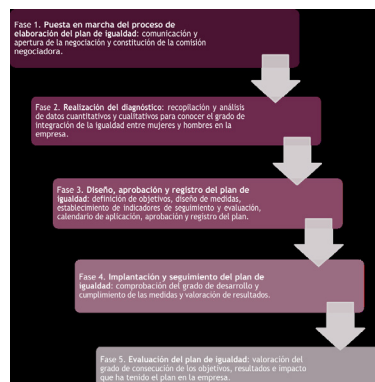 Fase 1. Puesta en marcha del proceso de
elaboración del plan de igualdad: comunicación y
apertura de la negociación y constitución de la comisión
negociadora.
Fase 2. Realización del diagnóstico: recopilación y análisis
de datos cuantitativos y cualitativos para conocer el grado de
integración de la igualdad entre mujeres y hombres en la
empresa.
Fase 3. Diseño, aprobación y registro del plan de
igualdad: definición de objetivos, diseño de medidas,
establecimiento de indicadores de seguimiento y evaluación,
calendario de aplicación, aprobación y registro del plan.
Fase 4. Implantación y seguimiento del plan de
igualdad: comprobación del grado de desarrollo y
cumplimiento de las medidas y valoración de resultados.
Fase 5. Evaluación del plan de igualdad: valoración del
grado de consecución de los objetivos, resultados e impacto
que ha tenido el plan en la empresa.